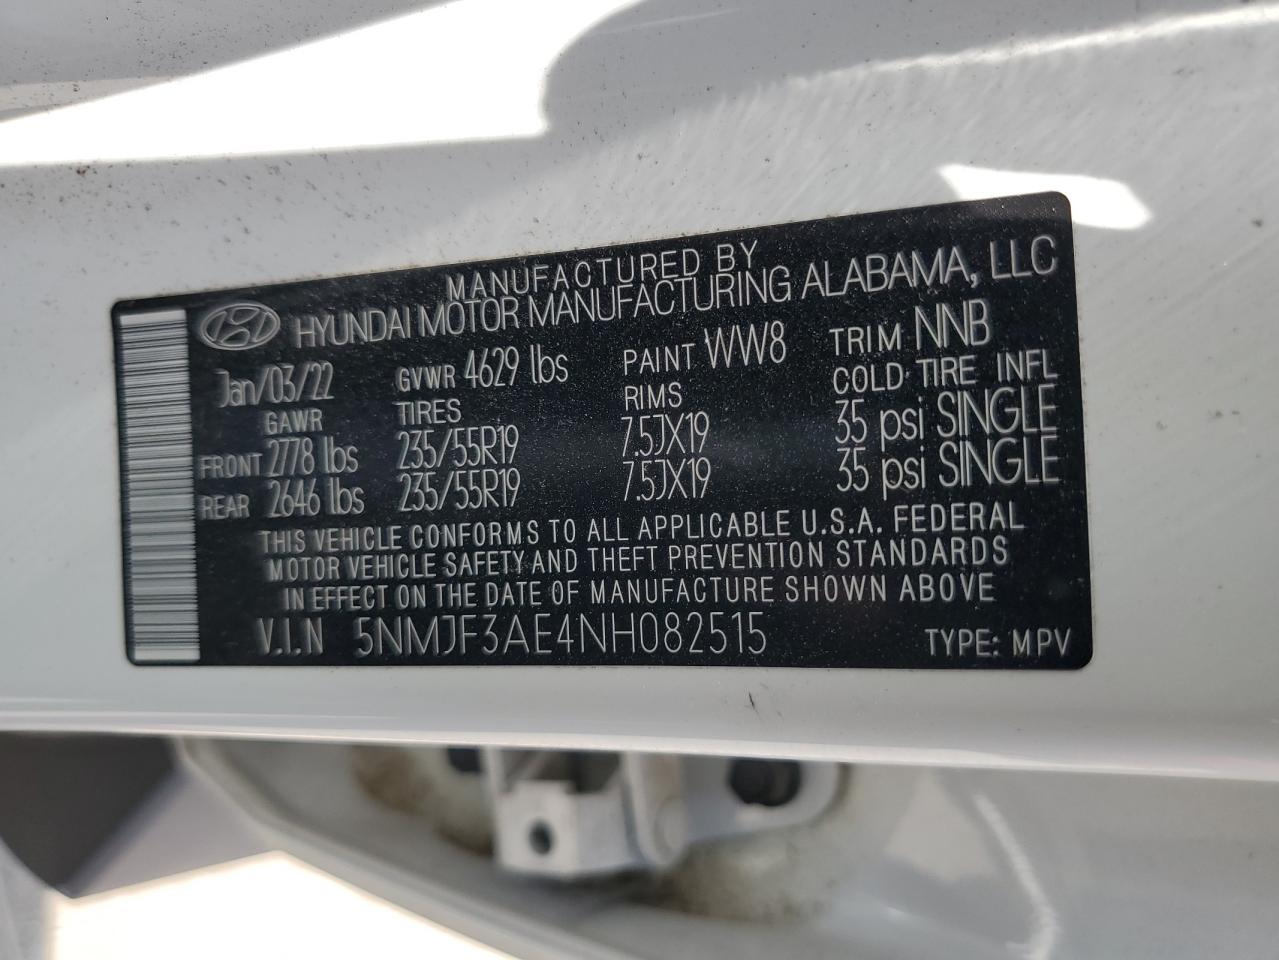 MANUFACTURED BY
HYUNDAI MOTOR MANUFACTURING ALABAMA, LLC
Jan/03/22 GVWR 4629 lbs PAINT WW8 TRIM NNB
GAWR TIRES RIMS COLD TIRE INFL
FRONT 2778 lbs 235/55R19 7.5JX19 35 psi SINGLE
REAR 2646 lbs 235/55R19 7.5JX19 35 psi SINGLE
THIS VEHICLE CONFORMS TO ALL APPLICABLE U.S.A. FEDERAL
MOTOR VEHICLE SAFETY AND THEFT PREVENTION STANDARDS
IN EFFECT ON THE DATE OF MANUFACTURE SHOWN ABOVE
V.I.N 5NMJF3AE4NH082515 TYPE: MPV